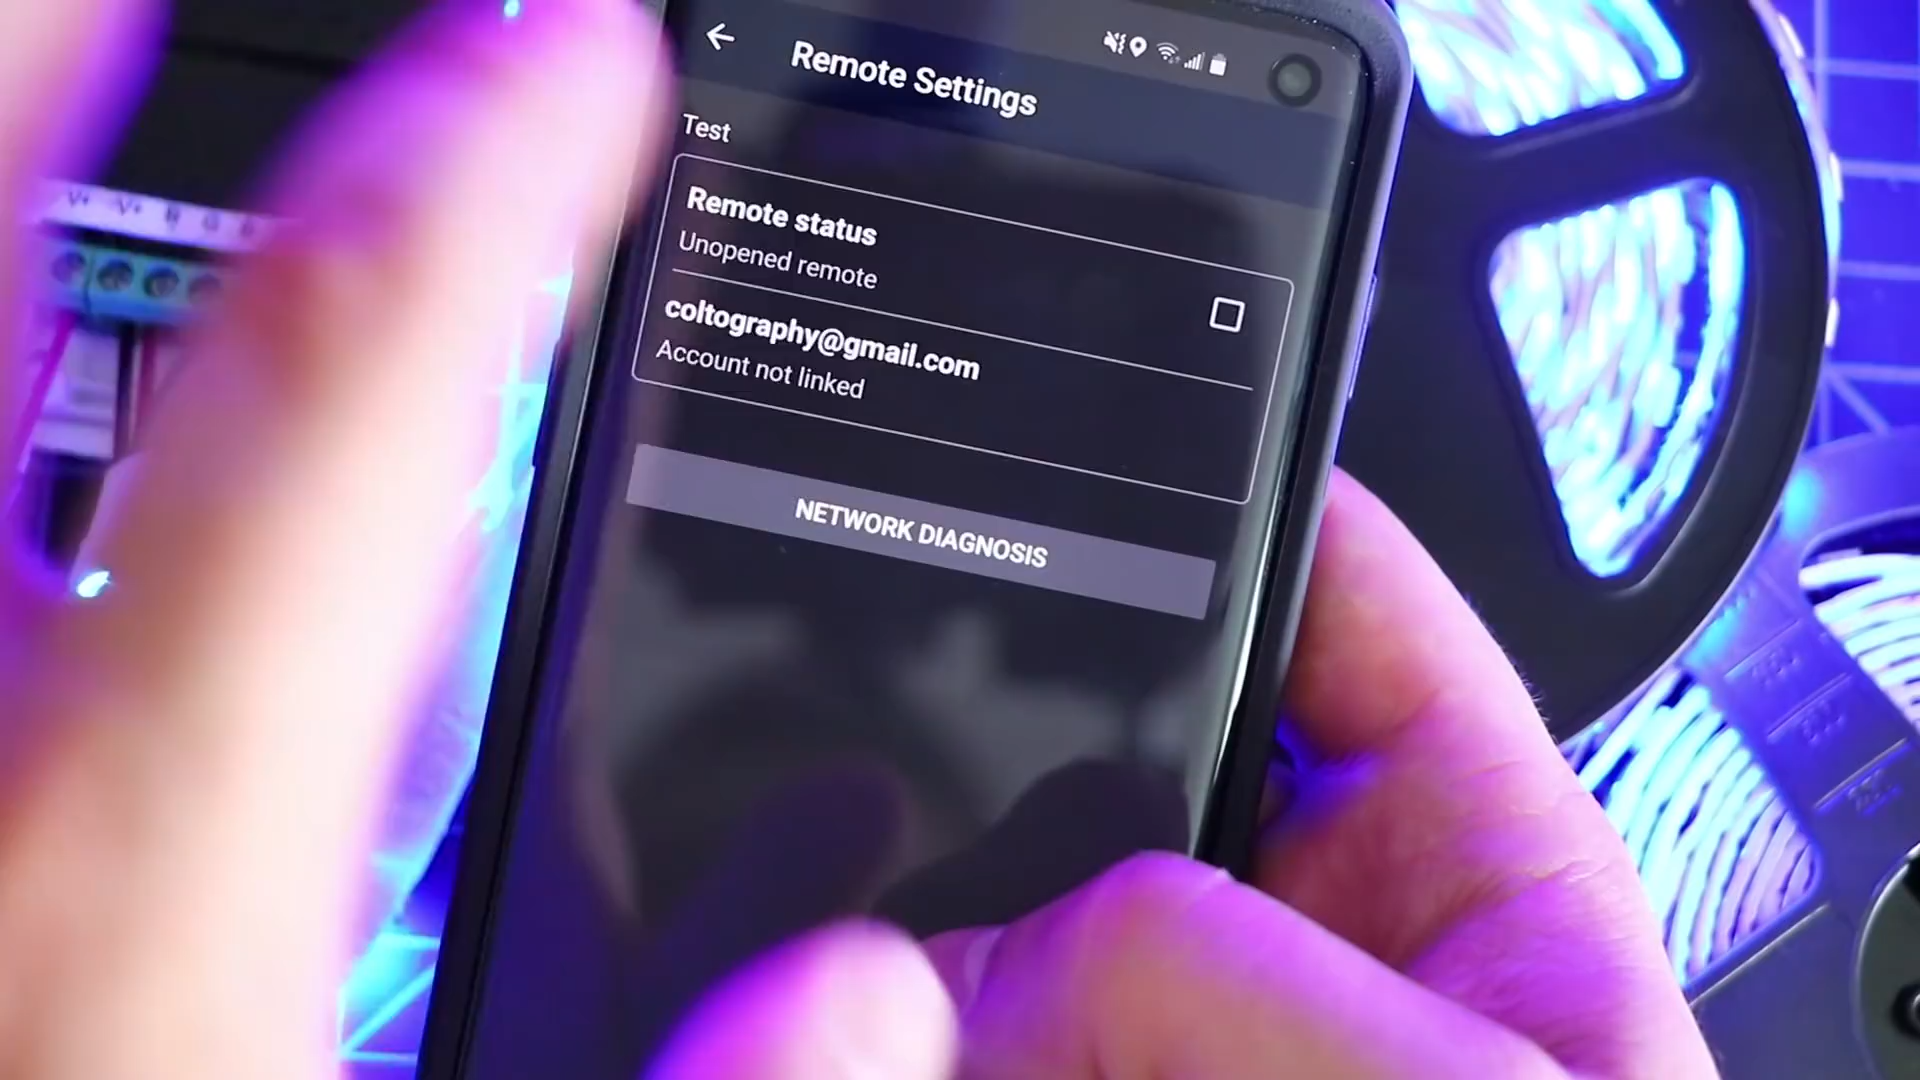 Remote Settings
Test
Remote status
Unopened remote
coltography@gmail.com
Account not linked
NETWORK DIAGNOSIS
V+ V+ R G